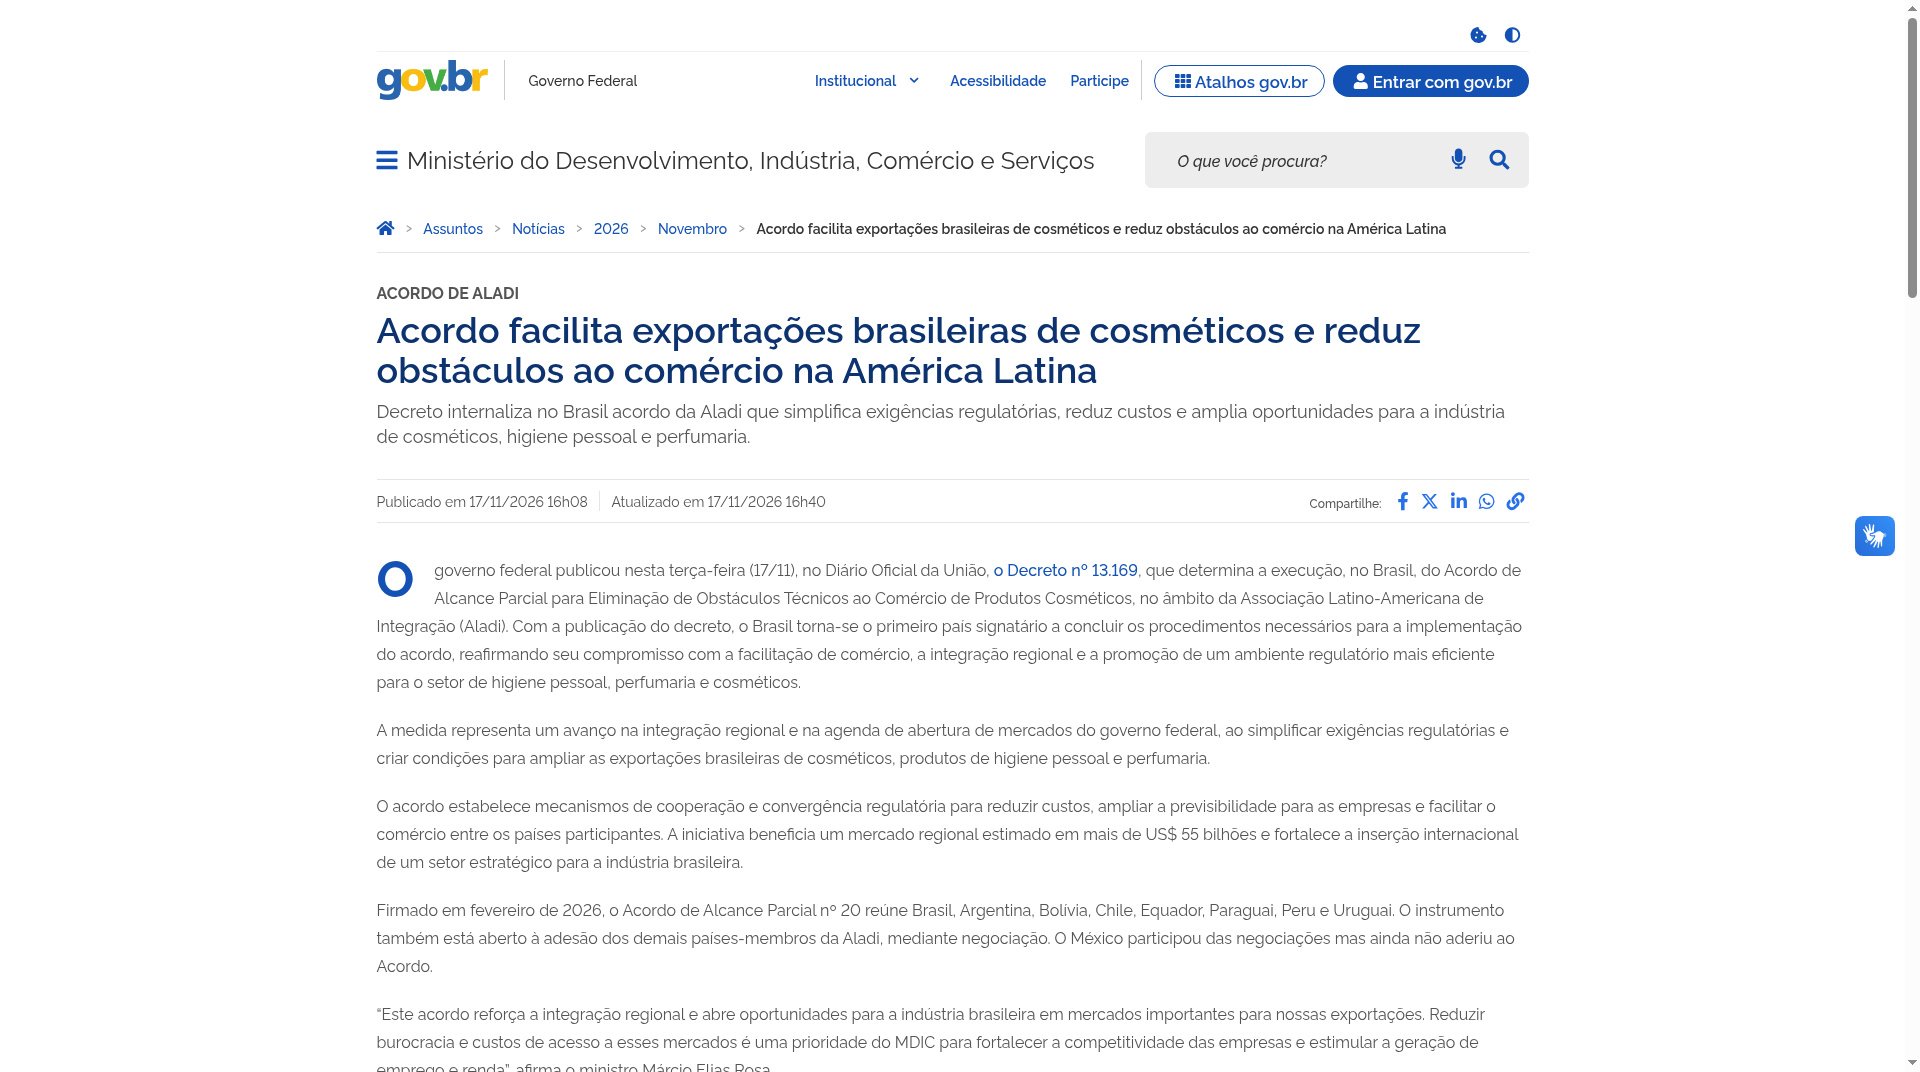 gov.br
Governo Federal
Institucional
Acessibilidade
Participe
Atalhos gov.br
Entrar com gov.br
Ministério do Desenvolvimento, Indústria, Comércio e Serviços
O que você procura?
> Assuntos > Notícias > 2026 > Novembro > Acordo facilita exportações brasileiras de cosméticos e reduz obstáculos ao comércio na América Latina
ACORDO DE ALADI
Acordo facilita exportações brasileiras de cosméticos e reduz
obstáculos ao comércio na América Latina
Decreto internaliza no Brasil acordo da Aladi que simplifica exigências regulatórias, reduz custos e amplia oportunidades para a indústria
de cosméticos, higiene pessoal e perfumaria.
Publicado em 17/11/2026 16h08
Atualizado em 17/11/2026 16h40
Compartilhe:
O governo federal publicou nesta terça-feira (17/11), no Diário Oficial da União, o Decreto nº 13.169, que determina a execução, no Brasil, do Acordo de
Alcance Parcial para Eliminação de Obstáculos Técnicos ao Comércio de Produtos Cosméticos, no âmbito da Associação Latino-Americana de
Integração (Aladi). Com a publicação do decreto, o Brasil torna-se o primeiro país signatário a concluir os procedimentos necessários para a implementação
do acordo, reafirmando seu compromisso com a facilitação de comércio, a integração regional e a promoção de um ambiente regulatório mais eficiente
para o setor de higiene pessoal, perfumaria e cosméticos.
A medida representa um avanço na integração regional e na agenda de abertura de mercados do governo federal, ao simplificar exigências regulatórias e
criar condições para ampliar as exportações brasileiras de cosméticos, produtos de higiene pessoal e perfumaria.
O acordo estabelece mecanismos de cooperação e convergência regulatória para reduzir custos, ampliar a previsibilidade para as empresas e facilitar o
comércio entre os países participantes. A iniciativa beneficia um mercado regional estimado em mais de US$ 55 bilhões e fortalece a inserção internacional
de um setor estratégico para a indústria brasileira.
Firmado em fevereiro de 2026, o Acordo de Alcance Parcial nº 20 reúne Brasil, Argentina, Bolívia, Chile, Equador, Paraguai, Peru e Uruguai. O instrumento
também está aberto à adesão dos demais países-membros da Aladi, mediante negociação. O México participou das negociações mas ainda não aderiu ao
Acordo.
“Este acordo reforça a integração regional e abre oportunidades para a indústria brasileira em mercados importantes para nossas exportações. Reduzir
burocracia e custos de acesso a esses mercados é uma prioridade do MDIC para fortalecer a competitividade das empresas e estimular a geração de
emprego e renda”, afirma o ministro Márcio Elias Rosa.